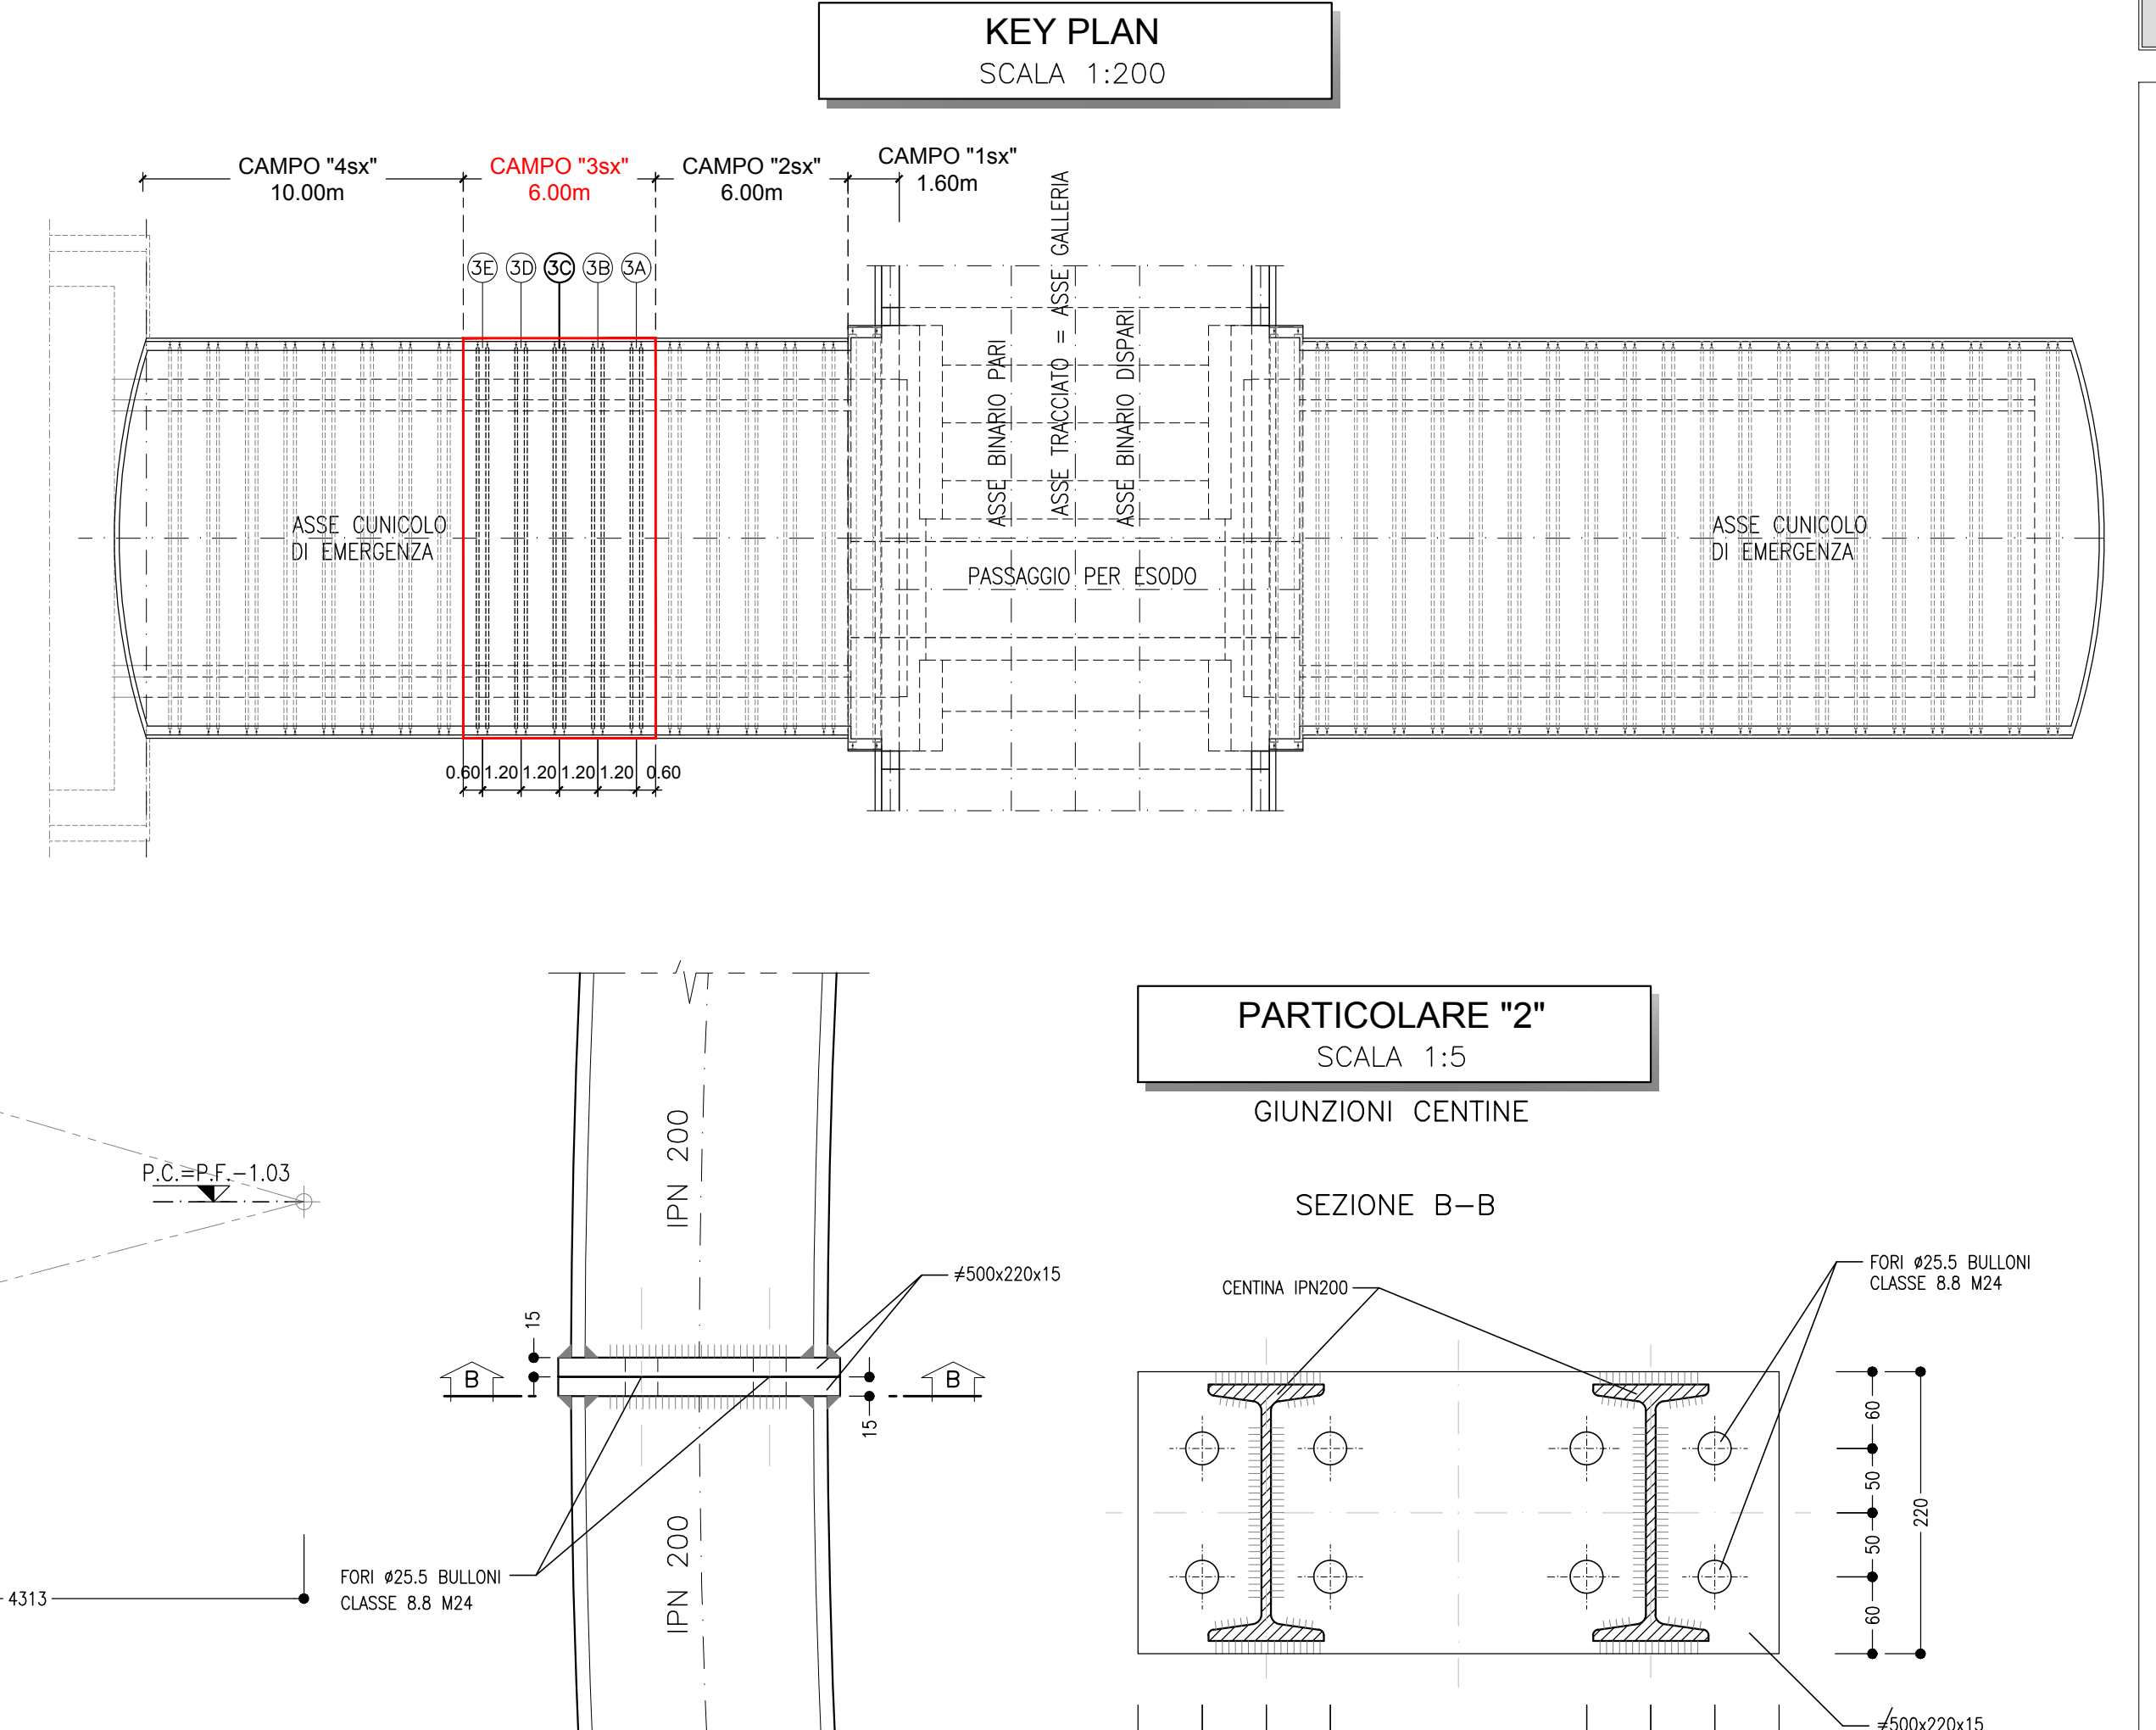 KEY PLAN
SCALA 1:200
CAMPO "4sx"
10.00m
CAMPO "3sx"
6.00m
CAMPO "2sx"
6.00m
CAMPO "1sx"
1.60m
3E
3D
3C
3B
3A
ASSE BINARIO PARI
ASSE TRACCIATO = ASSE GALLERIA
ASSE BINARIO DISPARI
ASSE CUNICOLO
DI EMERGENZA
PASSAGGIO PER ESODO
ASSE CUNICOLO
DI EMERGENZA
0.60 1.20 1.20 1.20 1.20 0.60
PARTICOLARE "2"
SCALA 1:5
GIUNZIONI CENTINE
SEZIONE B-B
P.C.=P.F.-1.03
4313
IPN 200
≠500x220x15
15
B
B
15
IPN 200
FORI ø25.5 BULLONI
CLASSE 8.8 M24
CENTINA IPN200
FORI ø25.5 BULLONI
CLASSE 8.8 M24
60
50
50
60
220
≠500x220x15